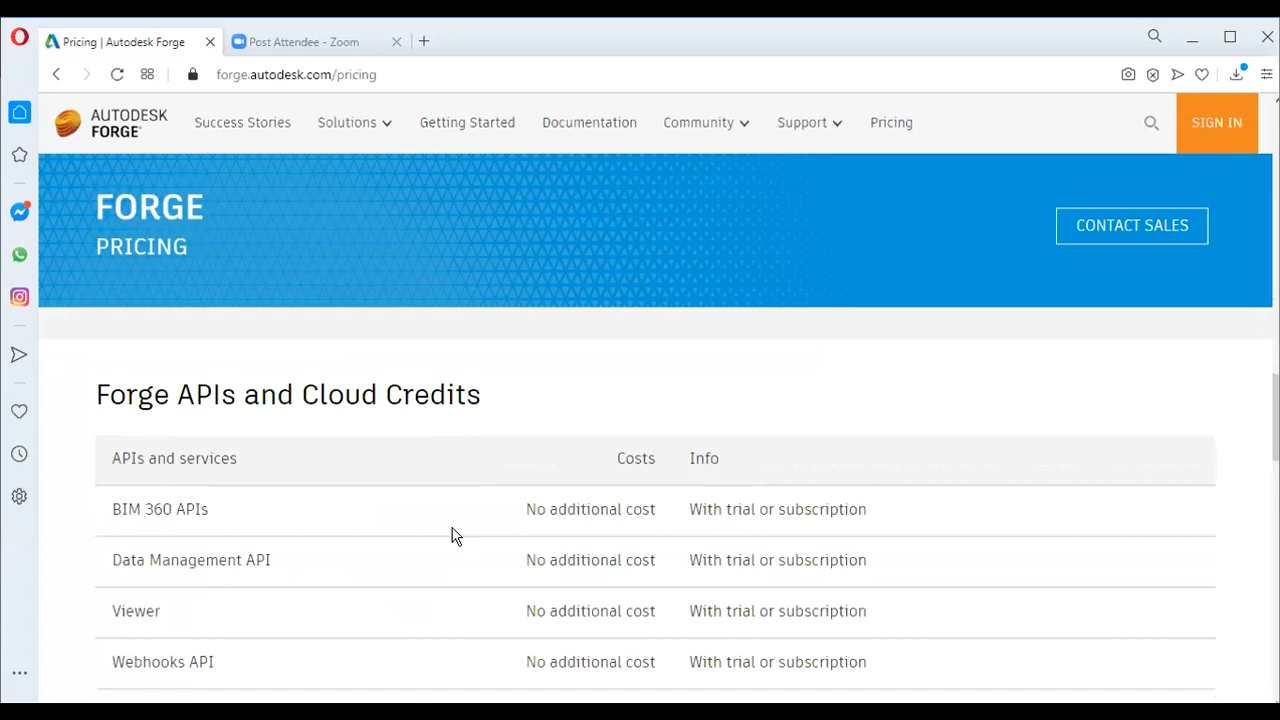 Pricing | Autodesk Forge
Post Attendee - Zoom
forge.autodesk.com/pricing
AUTODESK
FORGE
Success Stories
Solutions
Getting Started
Documentation
Community
Support
Pricing
SIGN IN
FORGE
PRICING
CONTACT SALES
Forge APIs and Cloud Credits
APIs and services Costs Info
BIM 360 APIs No additional cost With trial or subscription
Data Management API No additional cost With trial or subscription
Viewer No additional cost With trial or subscription
Webhooks API No additional cost With trial or subscription